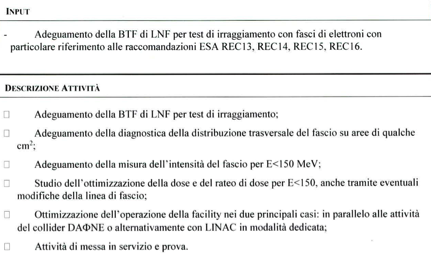 INPUT
- Adeguamento della BTF di LNF per test di irraggiamento con fasci di elettroni con
particolare riferimento alle raccomandazioni ESA REC13, REC14, REC15, REC16.
DESCRIZIONE ATTIVITÀ
□ Adeguamento della BTF di LNF per test di irraggiamento;
□ Adeguamento della diagnostica della distribuzione trasversale del fascio su aree di qualche
cm²;
□ Adeguamento della misura dell'intensità del fascio per E<150 MeV;
□ Studio dell'ottimizzazione della dose e del rateo di dose per E<150, anche tramite eventuali
modifiche della linea di fascio;
□ Ottimizzazione dell'operazione della facility nei due principali casi: in parallelo alle attività
del collider DAΦNE o alternativamente con LINAC in modalità dedicata;
□ Attività di messa in servizio e prova.